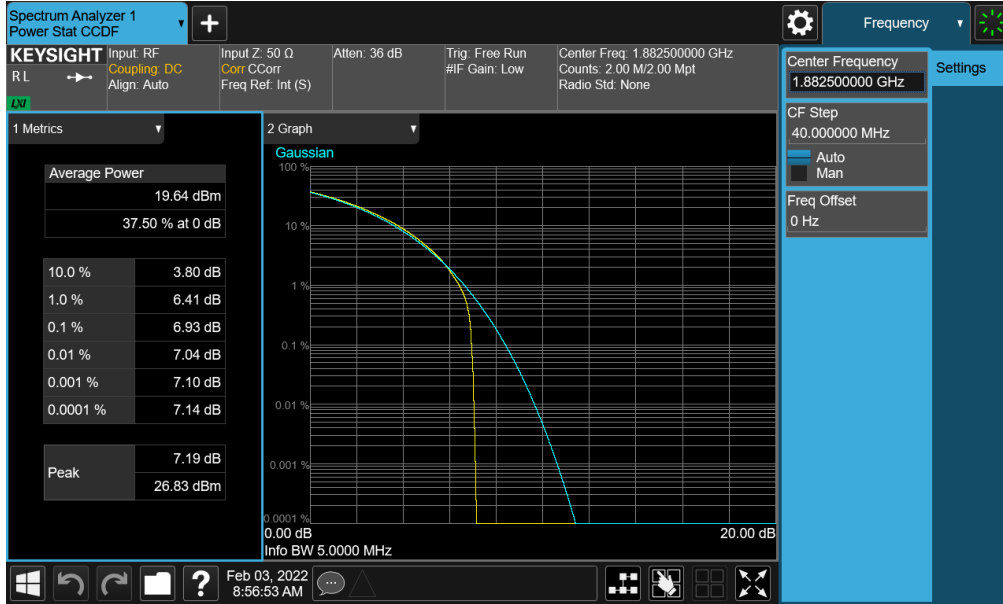 Spectrum Analyzer 1
Power Stat CCDF
+
Frequency
KEYSIGHT
RL
LXI
Input: RF
Coupling: DC
Align: Auto
Input Z: 50 Ω
Corr CCorr
Freq Ref: Int (S)
Atten: 36 dB
Trig: Free Run
#IF Gain: Low
Center Freq: 1.882500000 GHz
Counts: 2.00 M/2.00 Mpt
Radio Std: None
Center Frequency
1.882500000 GHz
Settings
CF Step
40.000000 MHz
Auto
Man
Freq Offset
0 Hz
1 Metrics
Average Power
19.64 dBm
37.50 % at 0 dB
10.0 % 3.80 dB
1.0 % 6.41 dB
0.1 % 6.93 dB
0.01 % 7.04 dB
0.001 % 7.10 dB
0.0001 % 7.14 dB
Peak
7.19 dB
26.83 dBm
2 Graph
Gaussian
100 %
10 %
1 %
0.1 %
0.01 %
0.001 %
0.0001 %
0.00 dB
20.00 dB
Info BW 5.0000 MHz
?
Feb 03, 2022
8:56:53 AM